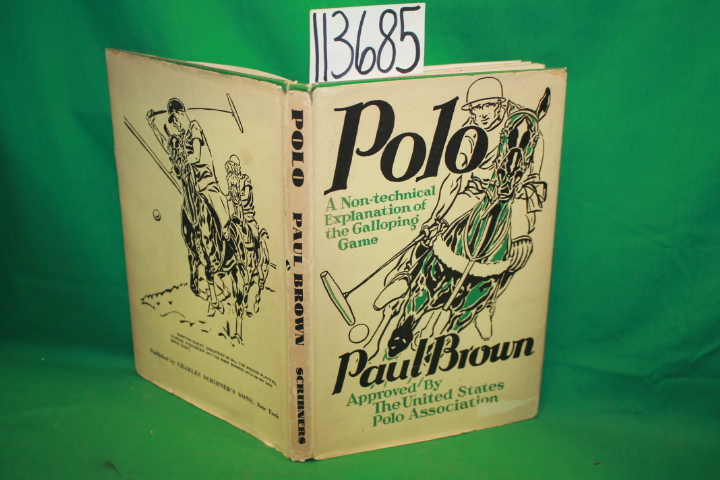 113685
Polo
A Non-technical
Explanation of
the Galloping
Game
Paul Brown
Approved By
The United States
Polo Association
POLO PAUL BROWN SCRIBNERS
Published by CHARLES SCRIBNER'S SONS, New York